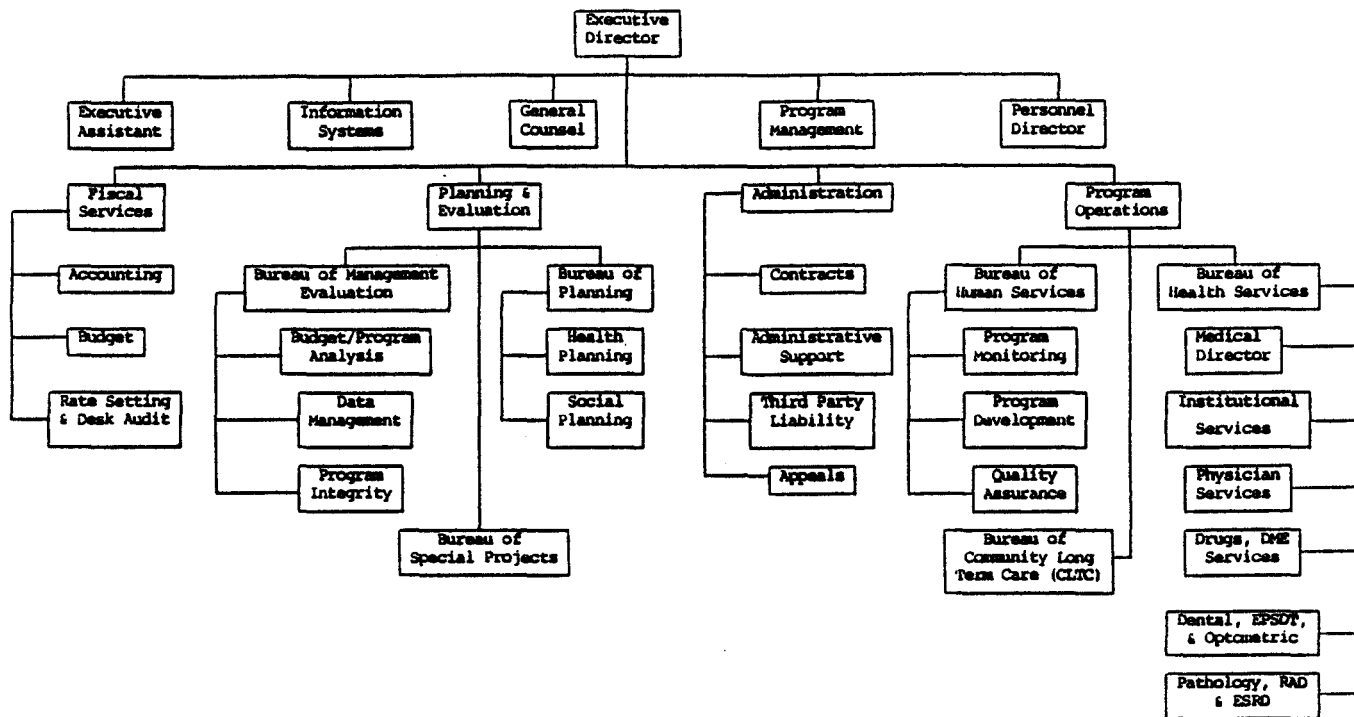 Executive
Director
Executive
Assistant
Information
Systems
General
Counsel
Program
Management
Personnel
Director
Fiscal
Services
Planning &
Evaluation
Administration
Program
Operations
Accounting
Budget
Rate Setting
& Desk Audit
Bureau of Management
Evaluation
Budget/Program
Analysis
Data
Management
Program
Integrity
Bureau of
Planning
Health
Planning
Social
Planning
Bureau of
Special Projects
Contracts
Administrative
Support
Third Party
Liability
Appeals
Bureau of
Human Services
Program
Monitoring
Program
Development
Quality
Assurance
Bureau of
Community Long
Term Care (CLTC)
Bureau of
Health Services
Medical
Director
Institutional
Services
Physician
Services
Drugs, DME
Services
Dental, EPSDT,
& Optometric
Pathology, RAD
& ESRD